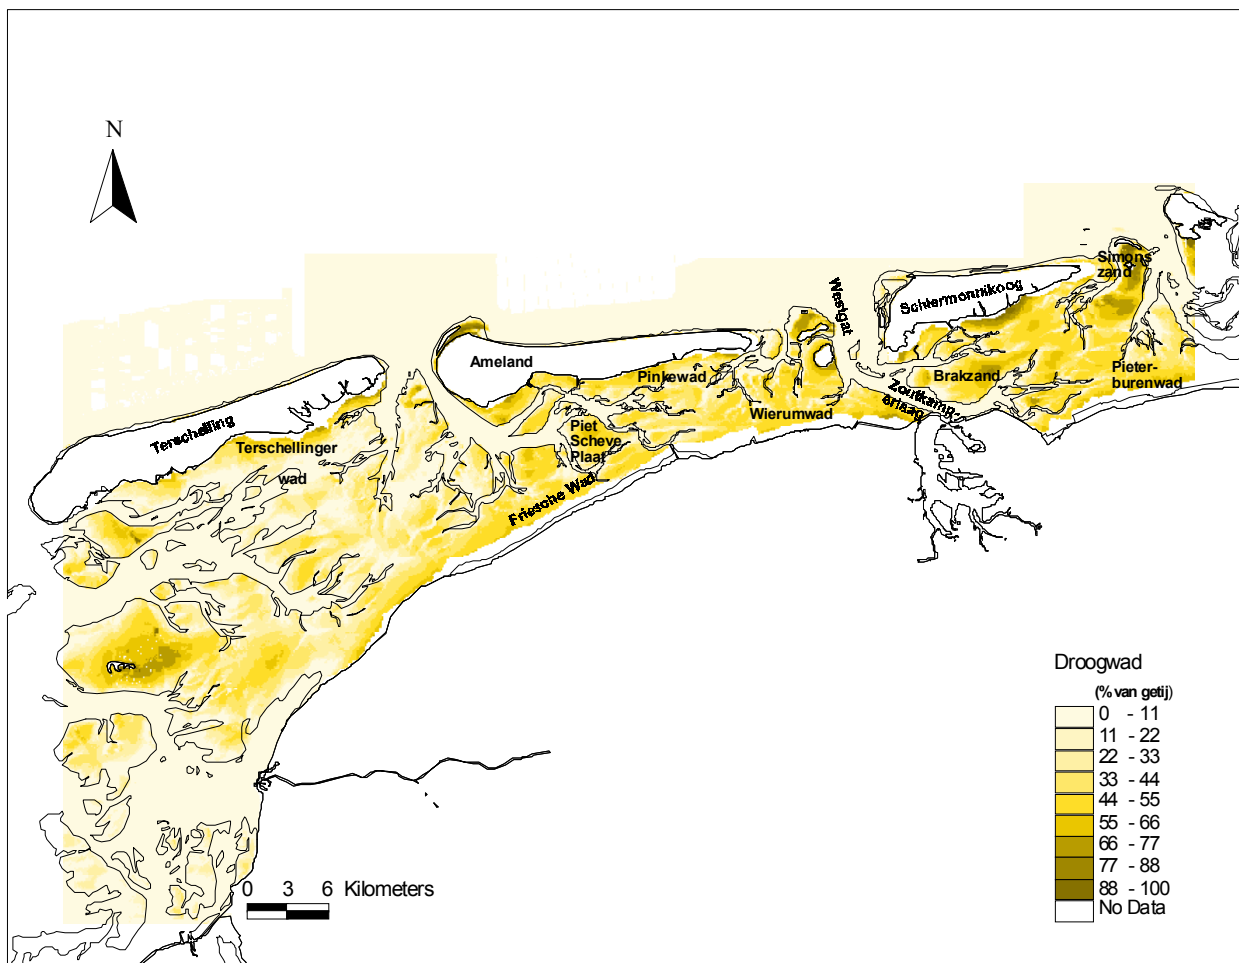 N
Simons
zand
Westgat
Schiermonnikoog
Ameland
Pinkewad
Brakzand
Pieter-
burenwad
Zoutkamp-
erlaag
Wierumwad
Piet
Scheve
Plaat
Terschelling
Terschellinger
wad
Friesche Wad
Droogwad
(% van getij)
0 - 11
11 - 22
22 - 33
33 - 44
44 - 55
55 - 66
66 - 77
77 - 88
88 - 100
No Data
0 3 6 Kilometers